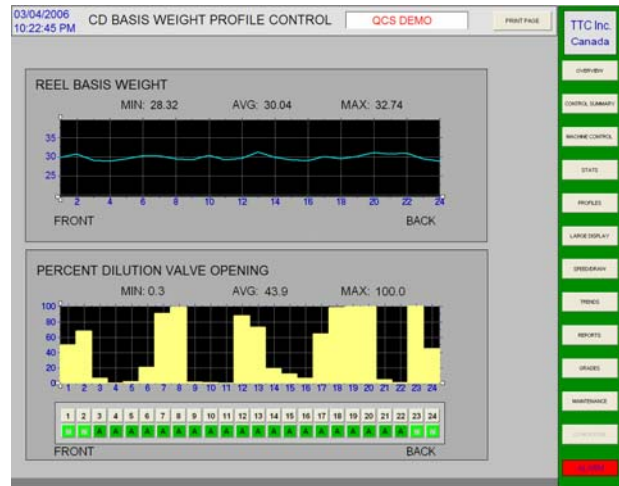 03/04/2006
10:22:45 PM
CD BASIS WEIGHT PROFILE CONTROL
QCS DEMO
PRINT PAGE
TTC Inc.
Canada
OVERVIEW
CONTROL SUMMARY
MACHINE CONTROL
STATS
PROFILES
LARGE DISPLAY
SPEED/DRAW
TRENDS
REPORTS
GRADES
MAINTENANCE
ALARM
REEL BASIS WEIGHT
MIN: 28.32 AVG: 30.04 MAX: 32.74
35
30
25
2 4 6 8 10 12 14 16 18 20 22 24
FRONT BACK
PERCENT DILUTION VALVE OPENING
MIN: 0.3 AVG: 43.9 MAX: 100.0
100
80
60
40
20
0
1 2 3 4 5 6 7 8 9 10 11 12 13 14 15 16 17 18 19 20 21 22 23 24
1 2 3 4 5 6 7 8 9 10 11 12 13 14 15 16 17 18 19 20 21 22 23 24
M M A A A A A A A A A A A A A A A A A A A A M M
FRONT BACK